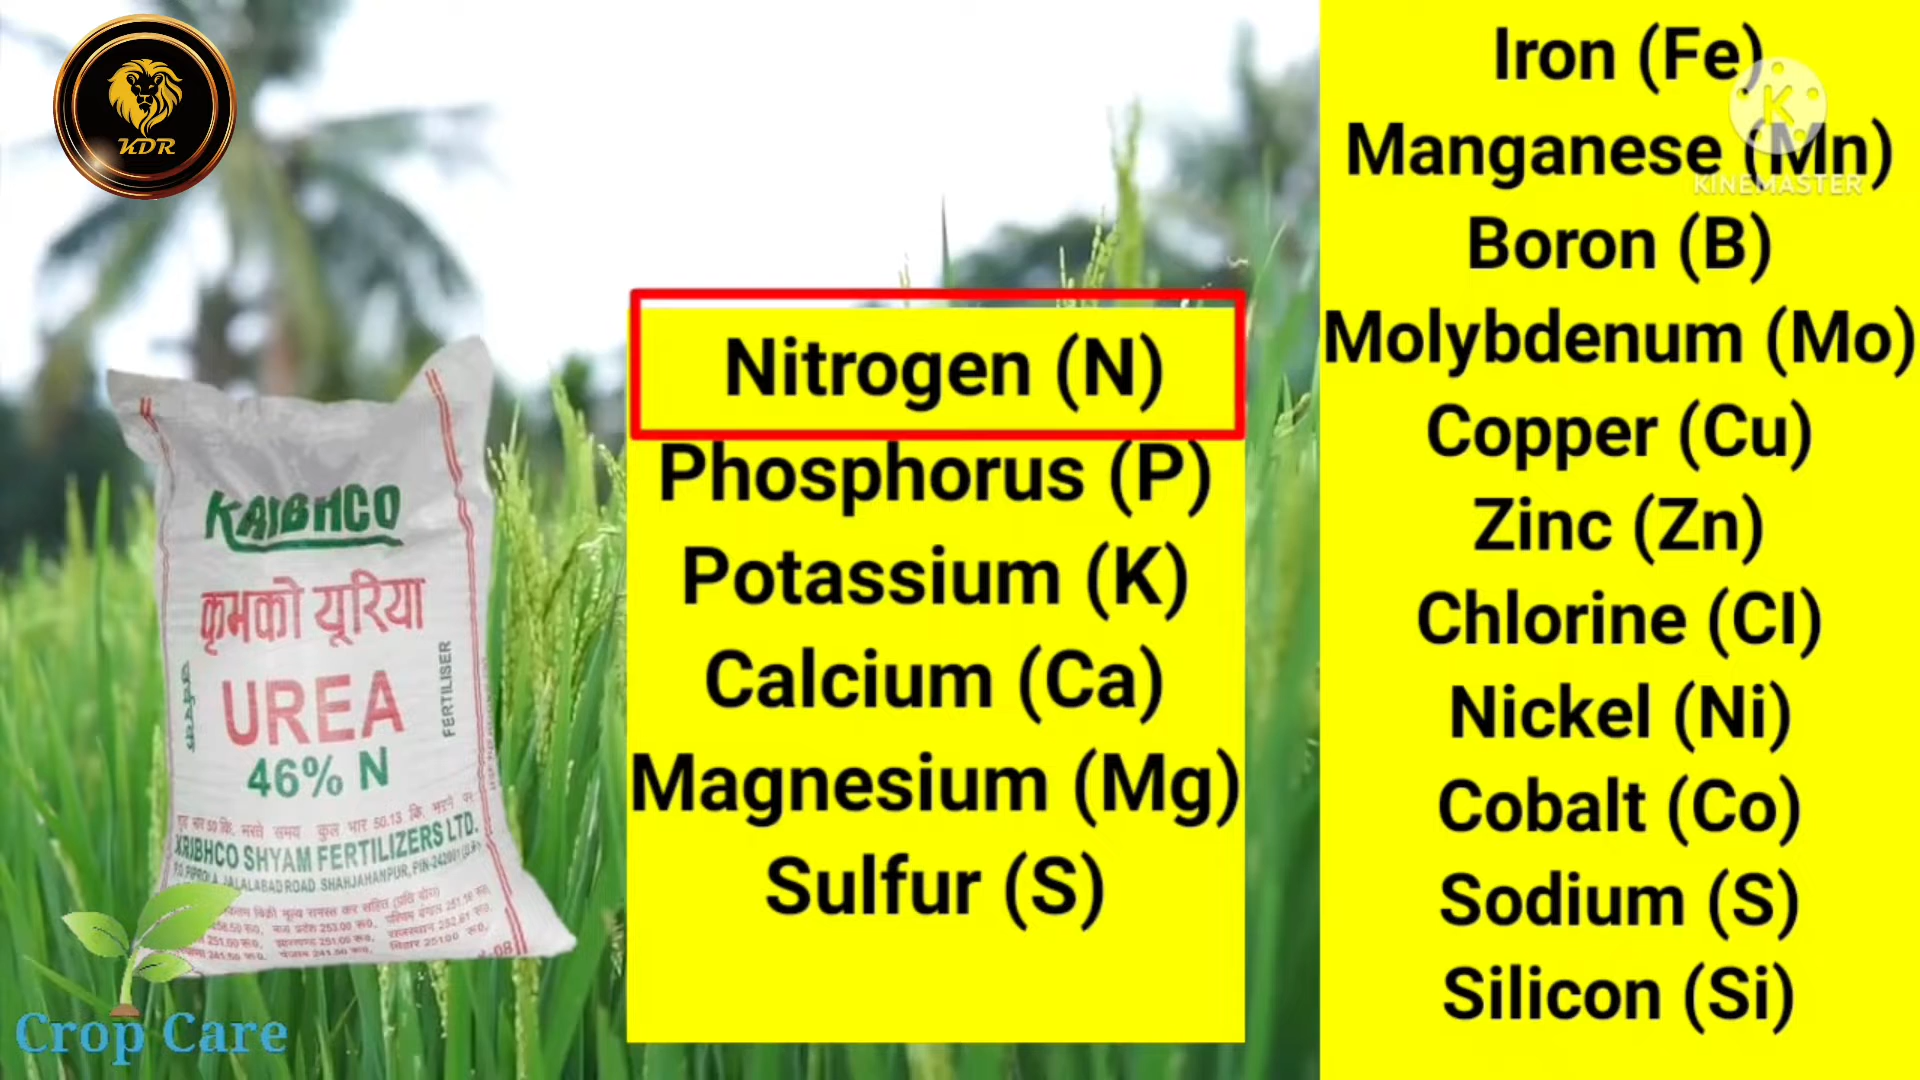 KDR
KRIBHCO
कृभको यूरिया
उर्वरक
UREA
FERTILISER
46% N
KRIBHCO SHYAM FERTILIZERS LTD.
Crop Care
Nitrogen (N)
Phosphorus (P)
Potassium (K)
Calcium (Ca)
Magnesium (Mg)
Sulfur (S)
Iron (Fe)
Manganese (Mn)
Boron (B)
Molybdenum (Mo)
Copper (Cu)
Zinc (Zn)
Chlorine (Cl)
Nickel (Ni)
Cobalt (Co)
Sodium (S)
Silicon (Si)
K
KINEMASTER